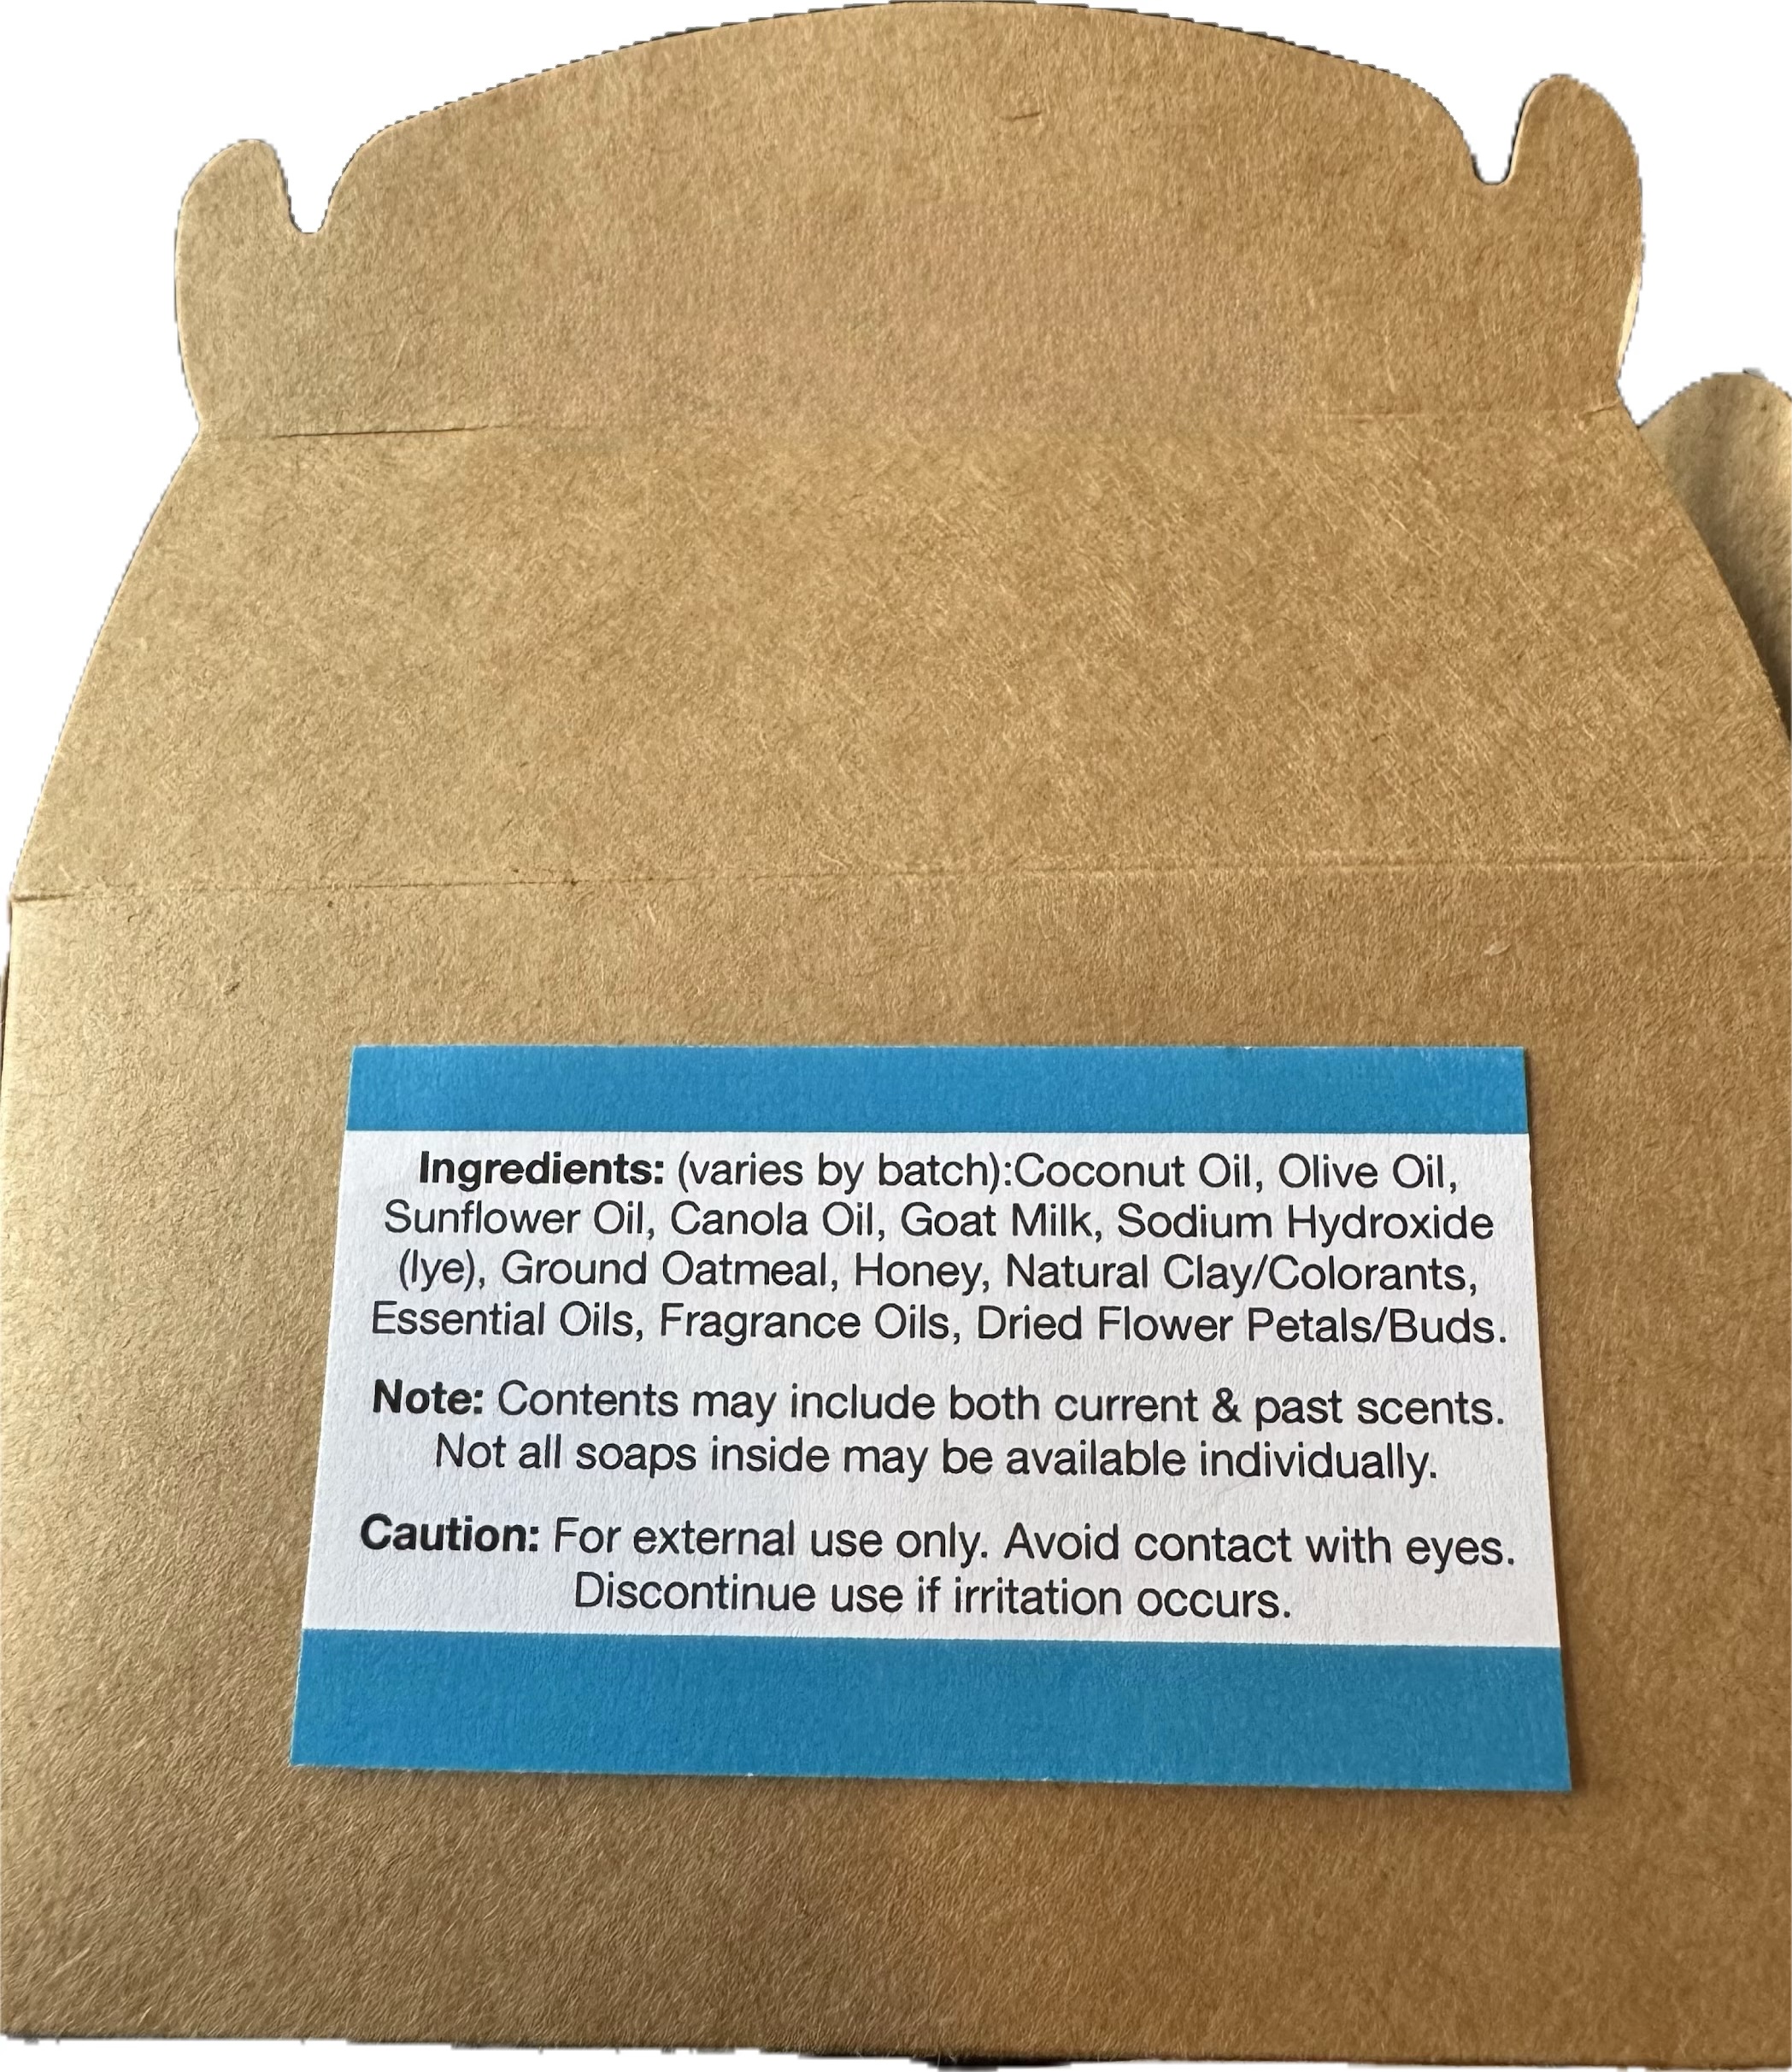 Ingredients: (varies by batch):Coconut Oil, Olive Oil,
Sunflower Oil, Canola Oil, Goat Milk, Sodium Hydroxide
(lye), Ground Oatmeal, Honey, Natural Clay/Colorants,
Essential Oils, Fragrance Oils, Dried Flower Petals/Buds.
Note: Contents may include both current & past scents.
Not all soaps inside may be available individually.
Caution: For external use only. Avoid contact with eyes.
Discontinue use if irritation occurs.